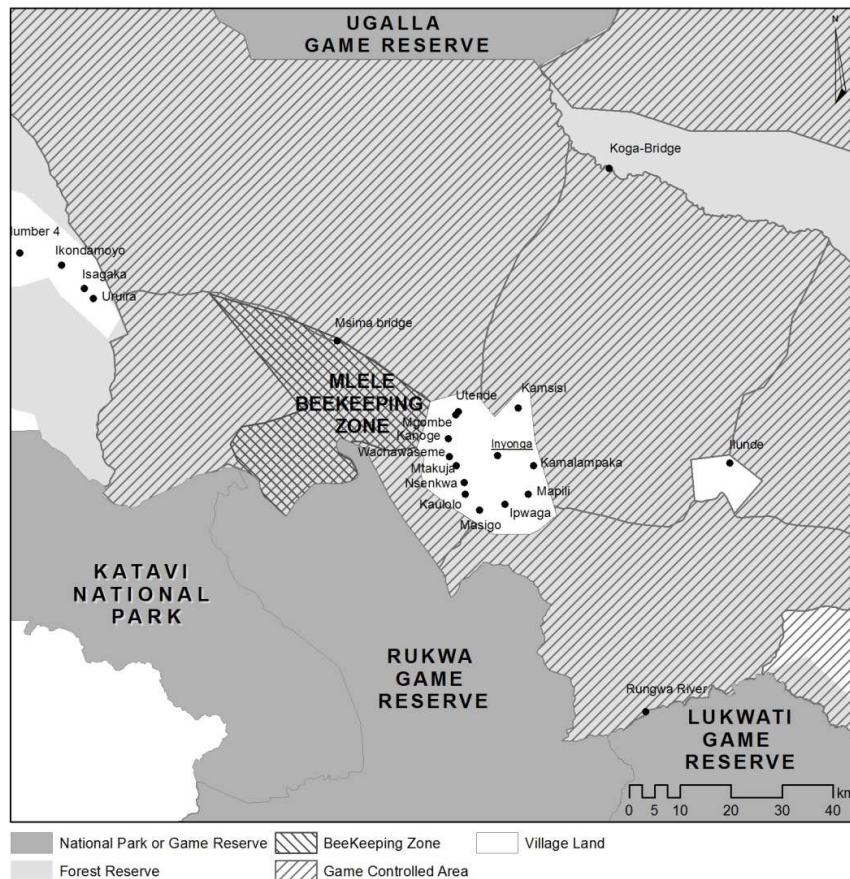 UGALLA
GAME RESERVE
N
Koga-Bridge
Number 4
Ikondamoyo
Isagaka
Uruira
Msima bridge
MLELE
BEEKEEPING
ZONE
Utende
Kamsisi
Mgombe
Kanoge
Inyonga
Ilunde
Wachawaseme
Mtakuja
Kamalampaka
Nsenkwa
Kaulolo
Mapili
Masigo
Ipwaga
KATAVI
NATIONAL
PARK
RUKWA
GAME
RESERVE
Rungwa River
LUKWATI
GAME
RESERVE
km
0 5 10 20 30 40
National Park or Game Reserve
BeeKeeping Zone
Village Land
Forest Reserve
Game Controlled Area